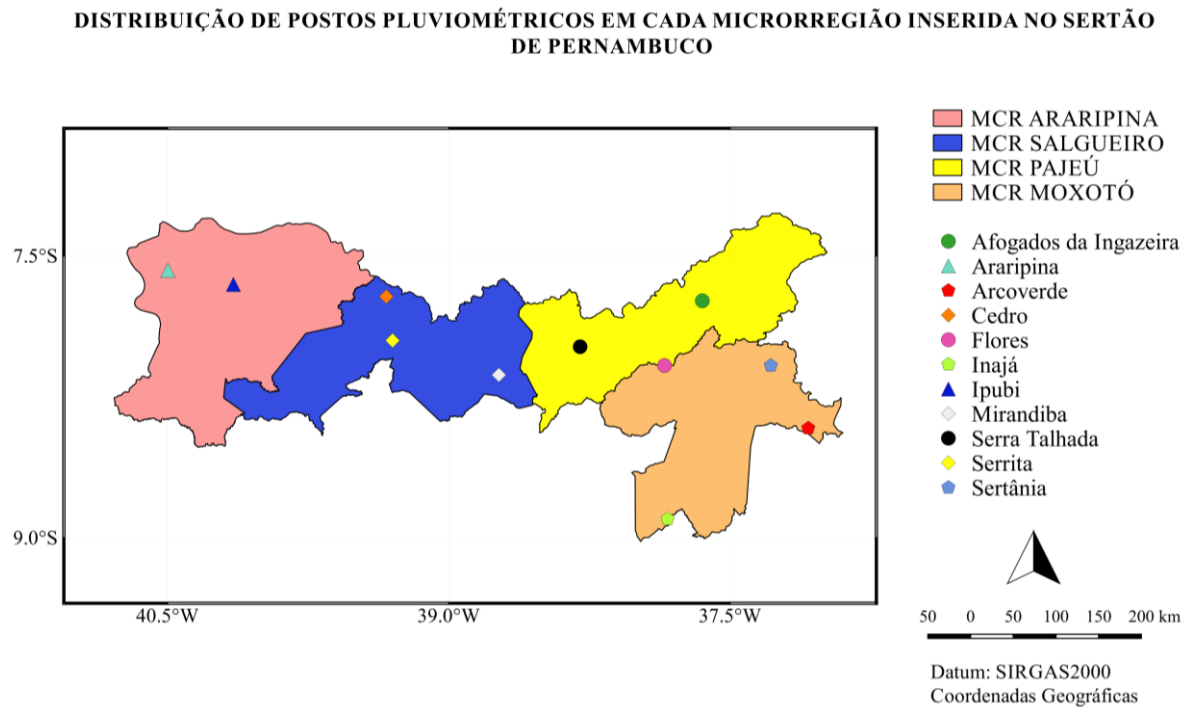 DISTRIBUIÇÃO DE POSTOS PLUVIOMÉTRICOS EM CADA MICRORREGIÃO INSERIDA NO SERTÃO
DE PERNAMBUCO
MCR ARARIPINA
MCR SALGUEIRO
MCR PAJEÚ
MCR MOXOTÓ
Afogados da Ingazeira
Araripina
Arcoverde
Cedro
Flores
Inajá
Ipubi
Mirandiba
Serra Talhada
Serrita
Sertânia
7.5°S
9.0°S
40.5°W
39.0°W
37.5°W
50 0 50 100 150 200 km
Datum: SIRGAS2000
Coordenadas Geográficas